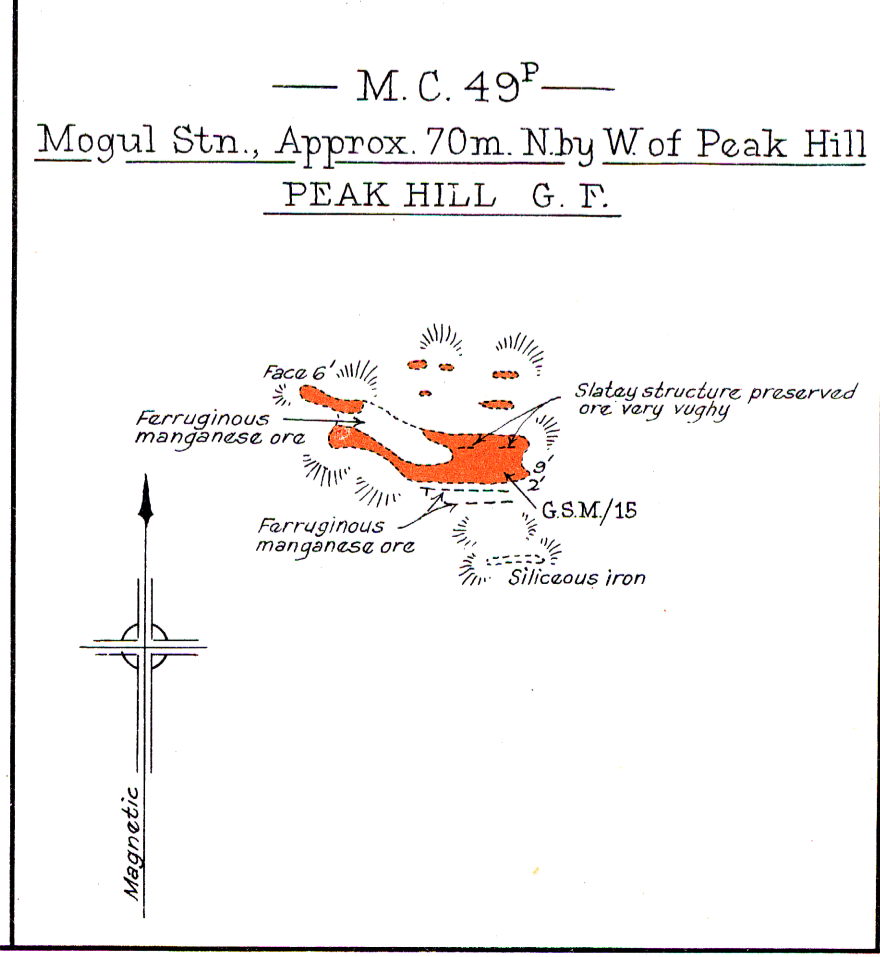 M. C. 49P
Mogul Stn., Approx. 70m. N.by W. of Peak Hill
PEAK HILL G. F.
Face 6'
Slatey structure preserved
ore very vughy
Ferruginous
manganese ore
9'
2'
G.S.M./15
Ferruginous
manganese ore
Siliceous iron
Magnetic